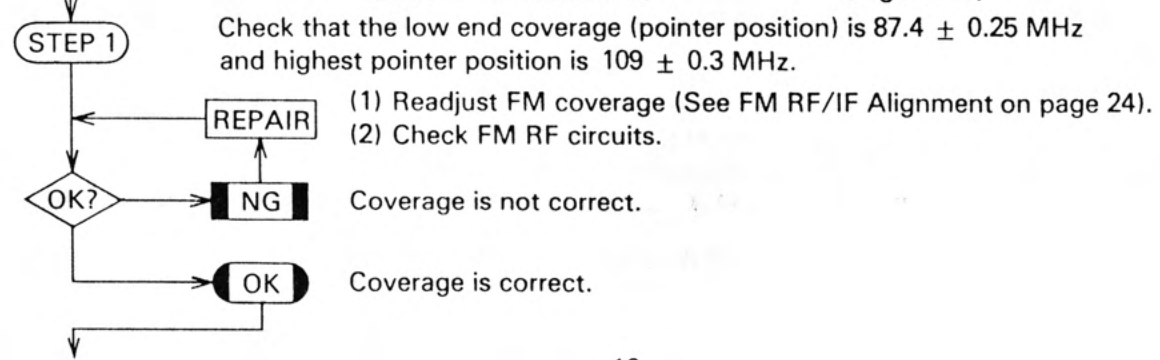 STEP 1
Check that the low end coverage (pointer position) is 87.4 ± 0.25 MHz
and highest pointer position is 109 ± 0.3 MHz.
REPAIR
(1) Readjust FM coverage (See FM RF/IF Alignment on page 24).
(2) Check FM RF circuits.
OK?
NG
Coverage is not correct.
OK
Coverage is correct.